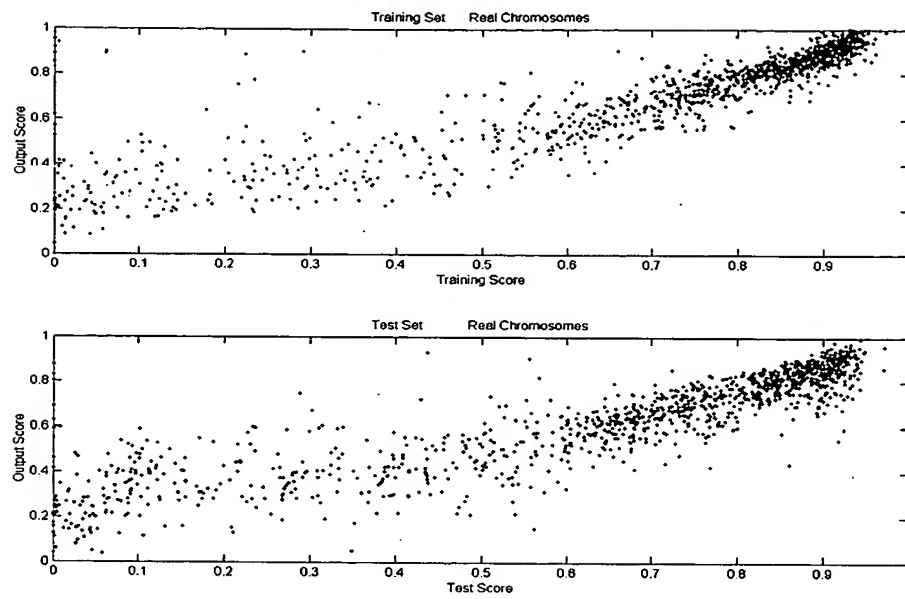 Training Set Real Chromosomes
1
0.8
0.6
0.4
0.2
0
Output Score
0 0.1 0.2 0.3 0.4 0.5 0.6 0.7 0.8 0.9
Training Score
Test Set Real Chromosomes
1
0.8
0.6
0.4
0.2
0
Output Score
0 0.1 0.2 0.3 0.4 0.5 0.6 0.7 0.8 0.9
Test Score